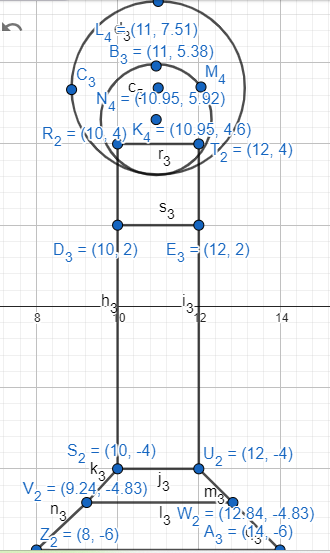 L₄ = (11, 7.51)
B₃ = (11, 5.38)
C₃
M₄
c₅
N₄ = (10.95, 5.92)
R₂ = (10, 4)
K₄ = (10.95, 4.6)
T₂ = (12, 4)
r₃
s₃
D₃ = (10, 2)
E₃ = (12, 2)
h₃
i₃
8
10
12
14
S₂ = (10, -4)
U₂ = (12, -4)
k₃
j₃
V₂ = (9.24, -4.83)
m₃
n₃
l₃
W₂ = (12.84, -4.83)
Z₂ = (8, -6)
A₃ = (14, -6)